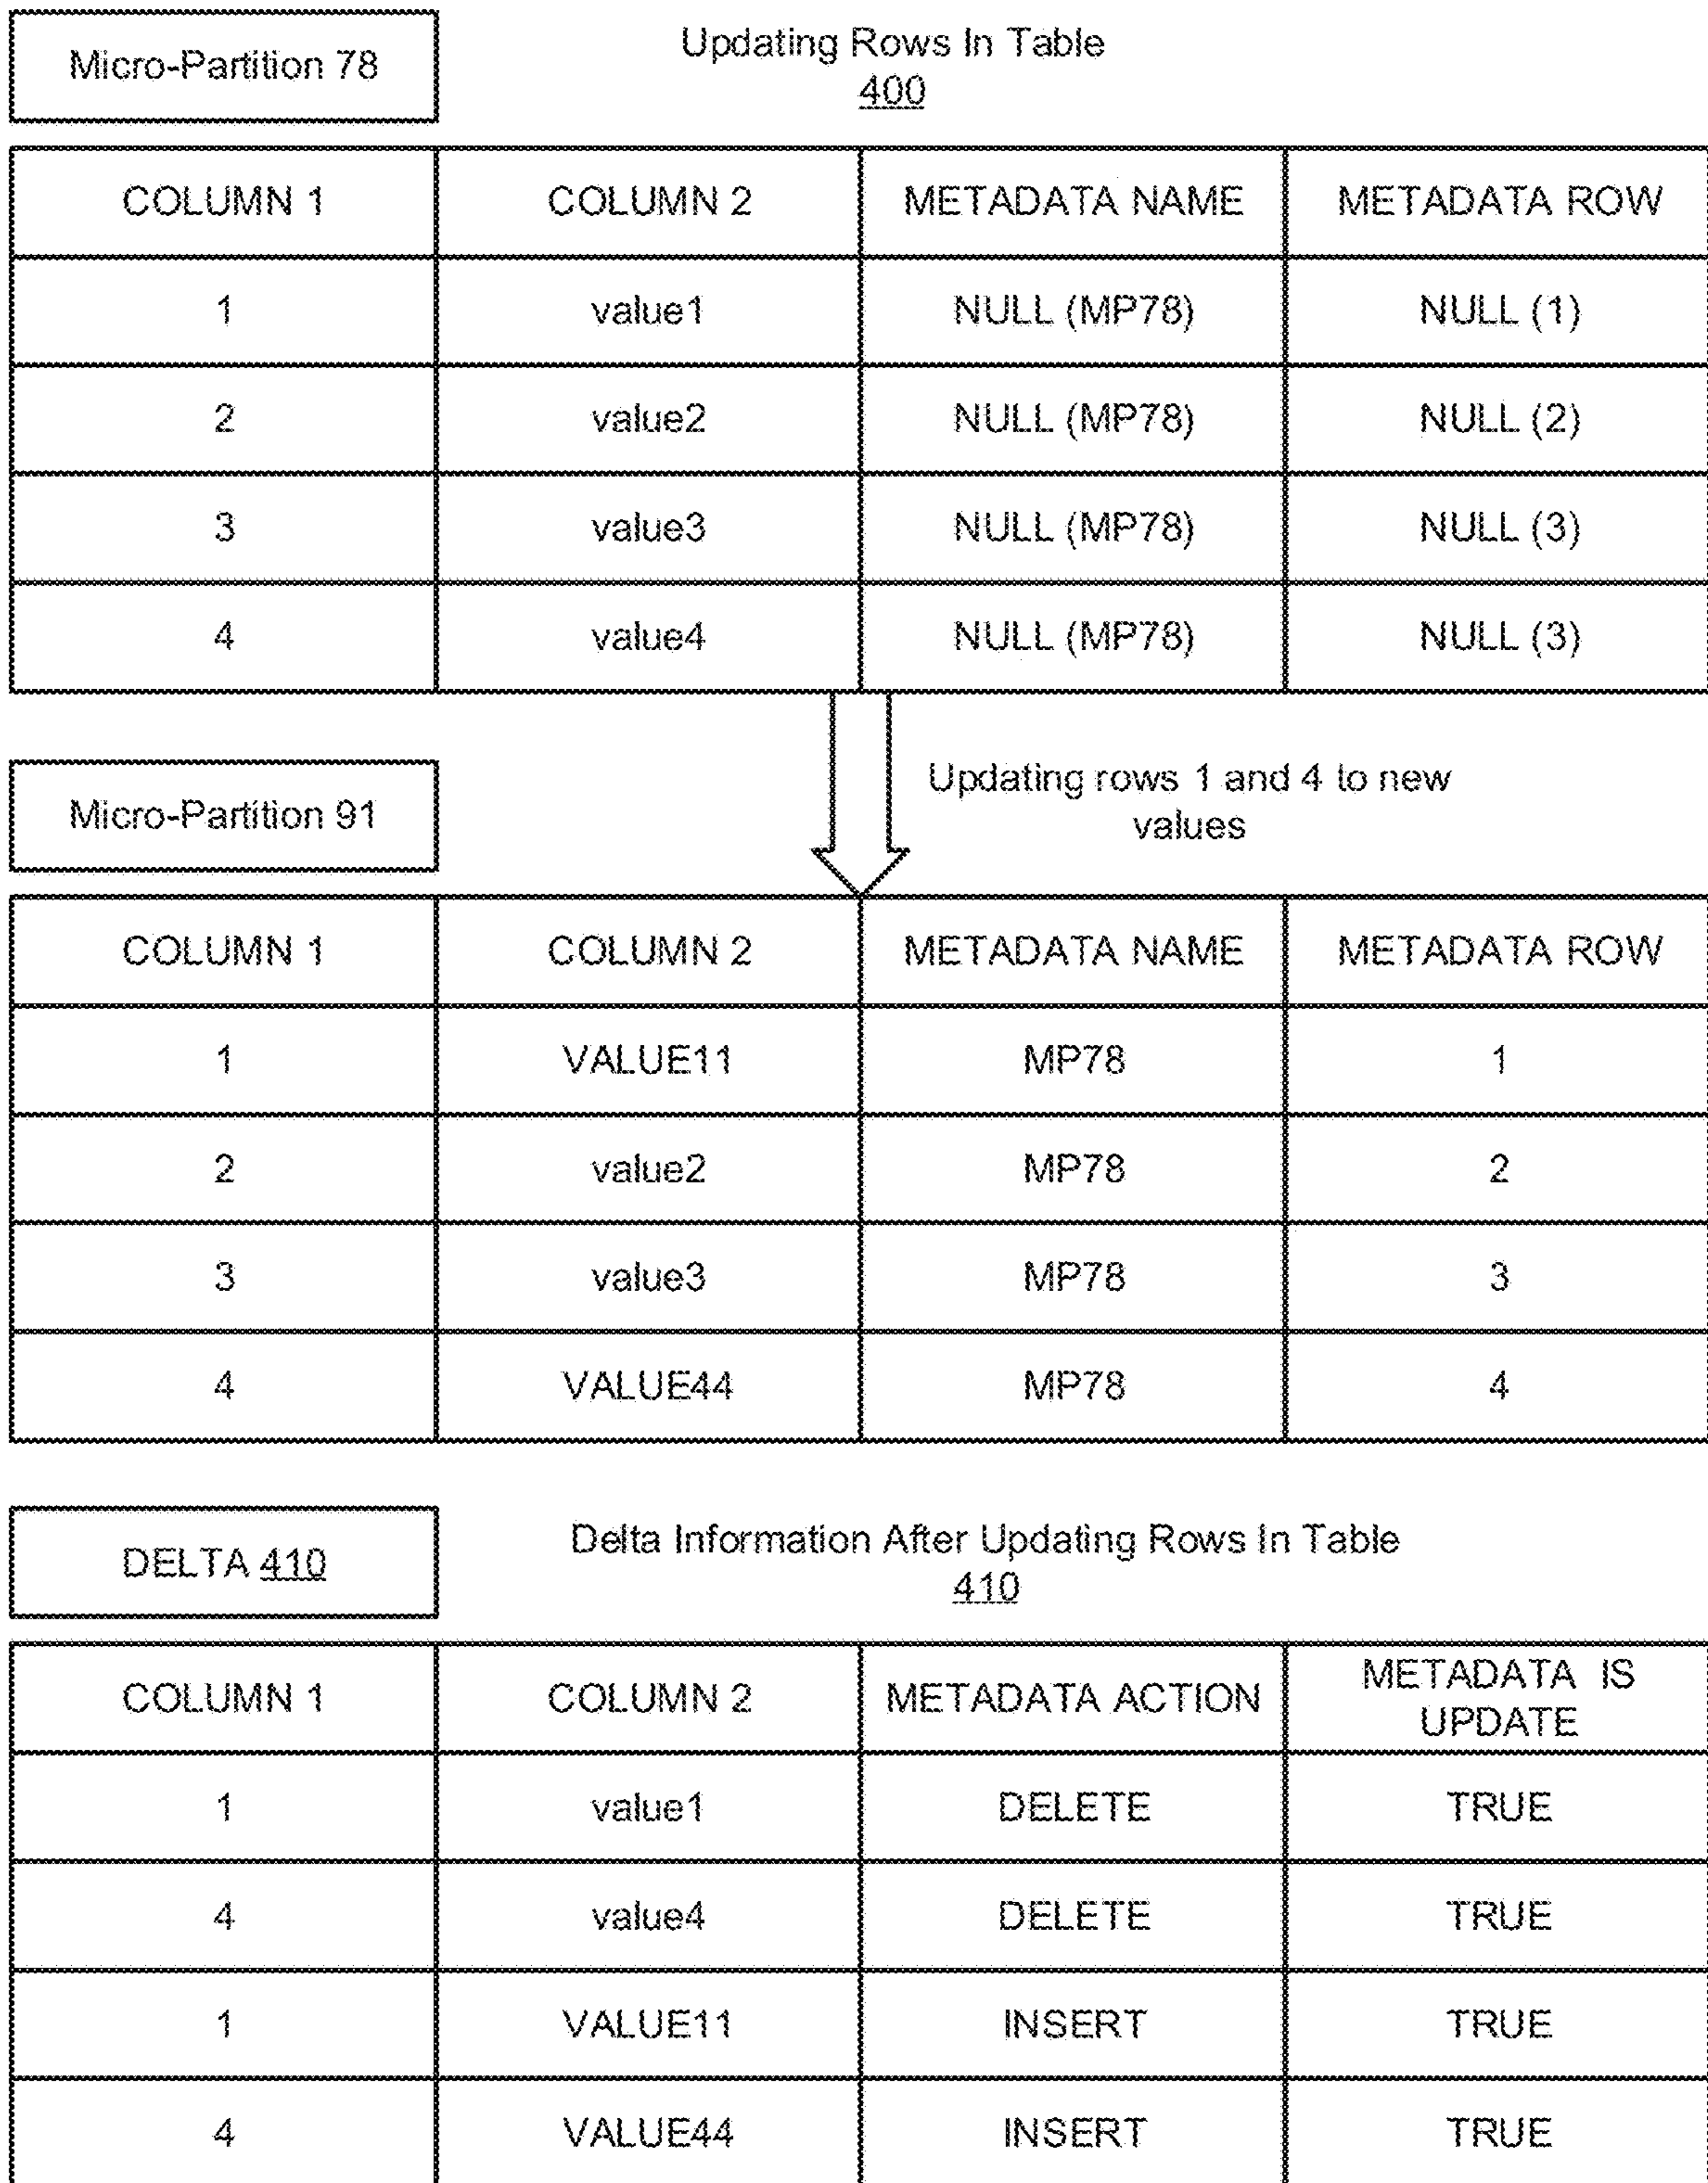 Micro-Partition 78
Updating Rows In Table
400
COLUMN 1 COLUMN 2 METADATA NAME METADATA ROW
1 value1 NULL (MP78) NULL (1)
2 value2 NULL (MP78) NULL (2)
3 value3 NULL (MP78) NULL (3)
4 value4 NULL (MP78) NULL (3)
Micro-Partition 91
Updating rows 1 and 4 to new
values
COLUMN 1 COLUMN 2 METADATA NAME METADATA ROW
1 VALUE11 MP78 1
2 value2 MP78 2
3 value3 MP78 3
4 VALUE44 MP78 4
DELTA 410
Delta Information After Updating Rows In Table
410
COLUMN 1 COLUMN 2 METADATA ACTION METADATA IS
UPDATE
1 value1 DELETE TRUE
4 value4 DELETE TRUE
1 VALUE11 INSERT TRUE
4 VALUE44 INSERT TRUE